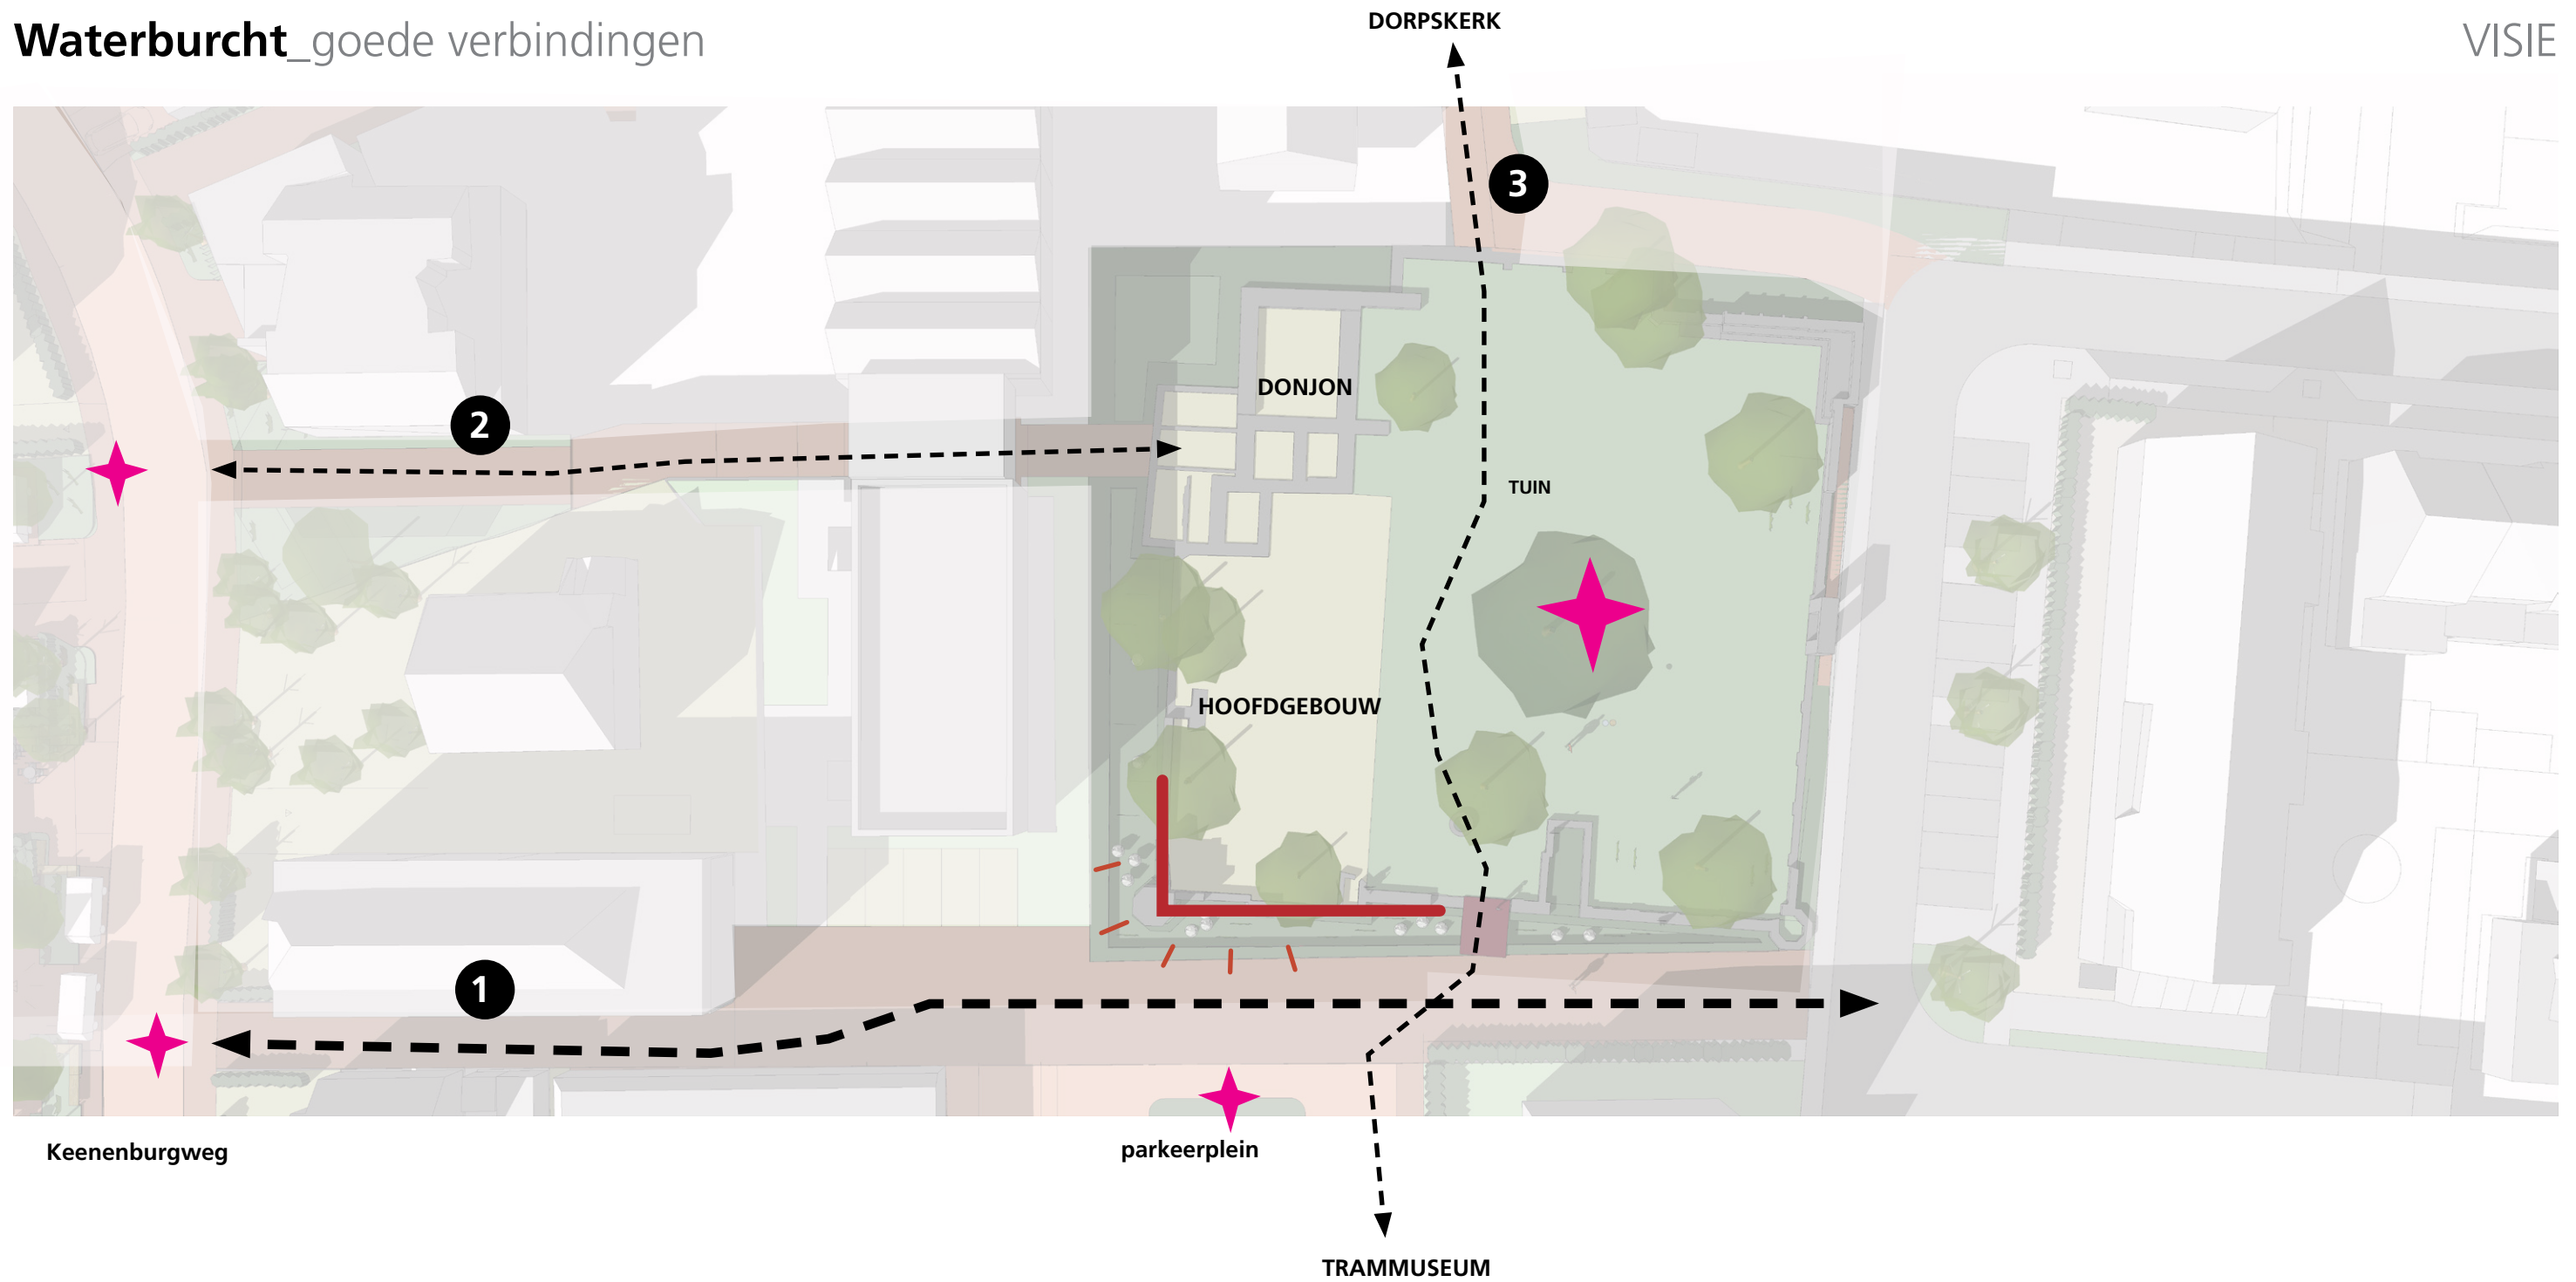 Waterburcht_goede verbindingen
VISIE
DORPSKERK
3
DONJON
2
TUIN
HOOFDGEBOUW
1
Keenenburgweg
parkeerplein
TRAMMUSEUM